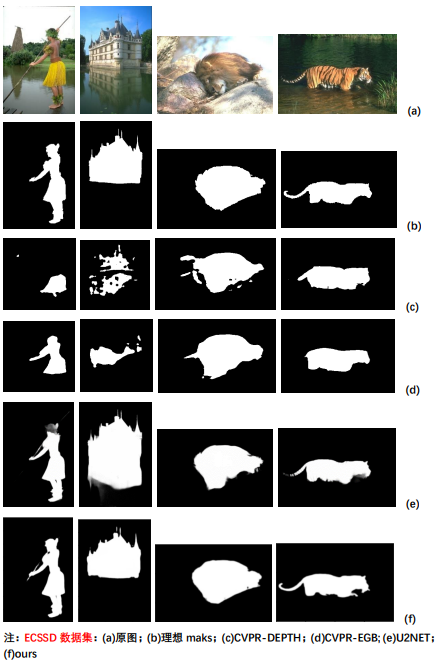 (a)
(b)
(c)
(d)
(e)
(f)
注：ECSSD 数据集：(a)原图；(b)理想 maks；(c)CVPR-DEPTH；(d)CVPR-EGB;(e)U2NET；
(f)ours